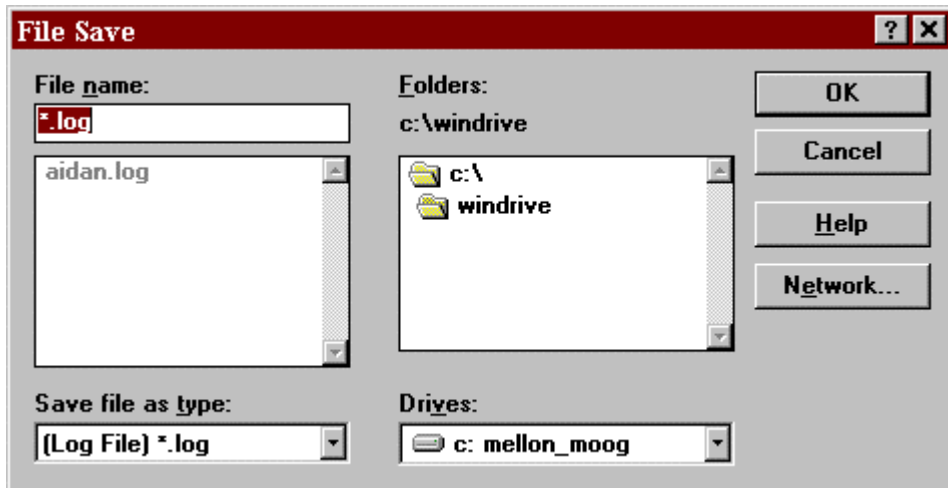 File Save
File name:
*.log
aidan.log
Save file as type:
(Log File) *.log
Folders:
c:\windrive
c:\
windrive
Drives:
c: mellon_moog
OK
Cancel
Help
Network...